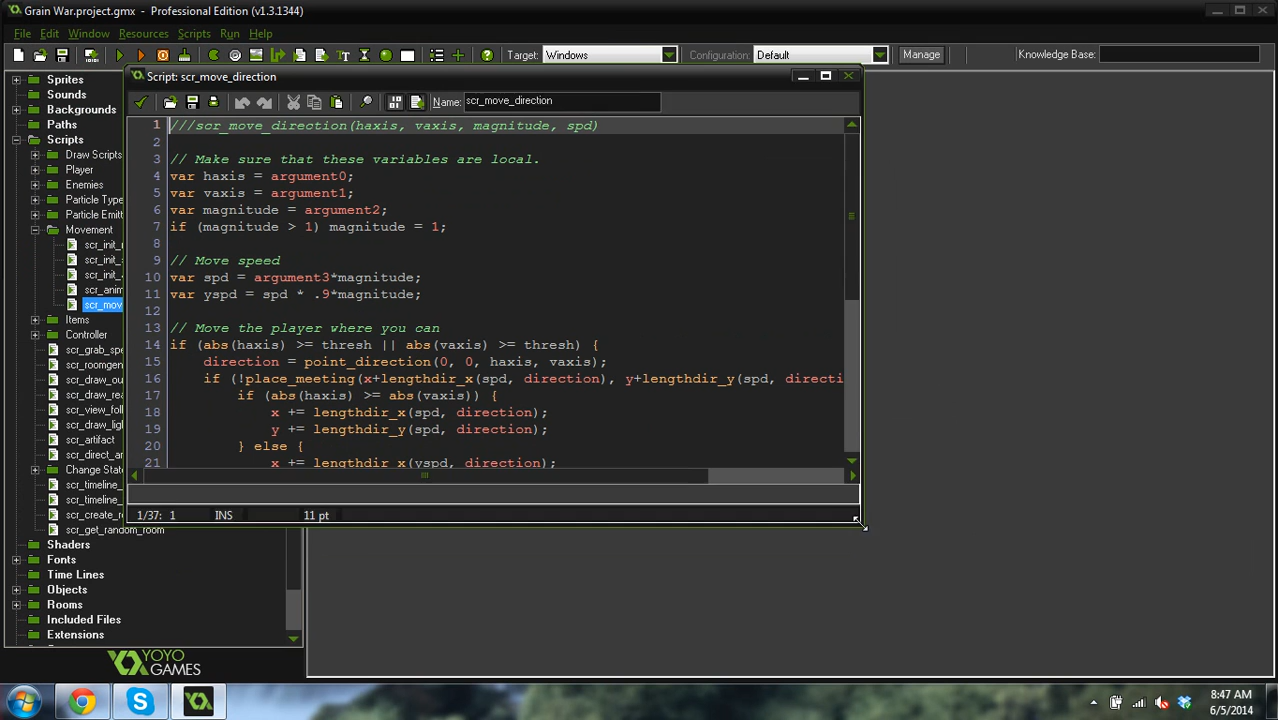 Grain War.project.gmx - Professional Edition (v1.3.1344)
File Edit Window Resources Scripts Run Help
Target: Windows Configuration: Default Manage Knowledge Base:
Sprites
Sounds
Backgrounds
Paths
Scripts
Draw Scripts
Player
Enemies
Particle Type
Particle Emitt
Movement
scr_init_
scr_init_
scr_init_
scr_anim
scr_mov
Items
Controller
scr_grab_spe
scr_roomgen
scr_draw_ou
scr_draw_rea
scr_view_foll
scr_draw_ligh
scr_artifact
scr_direct_an
Change State
scr_timeline_
scr_timeline_
scr_create_re
scr_get_random_room
Shaders
Fonts
Time Lines
Objects
Rooms
Included Files
Extensions
YOYO
GAMES
Script: scr_move_direction
Name: scr_move_direction
1 ///scr_move_direction(haxis, vaxis, magnitude, spd)
2
3 // Make sure that these variables are local.
4 var haxis = argument0;
5 var vaxis = argument1;
6 var magnitude = argument2;
7 if (magnitude > 1) magnitude = 1;
8
9 // Move speed
10 var spd = argument3*magnitude;
11 var yspd = spd * .9*magnitude;
12
13 // Move the player where you can
14 if (abs(haxis) >= thresh || abs(vaxis) >= thresh) {
15 direction = point_direction(0, 0, haxis, vaxis);
16 if (!place_meeting(x+lengthdir_x(spd, direction), y+lengthdir_y(spd, directi
17 if (abs(haxis) >= abs(vaxis)) {
18 x += lengthdir_x(spd, direction);
19 y += lengthdir_y(spd, direction);
20 } else {
21 x += lengthdir_x(yspd, direction);
1/37: 1 INS 11 pt
8:47 AM
6/5/2014